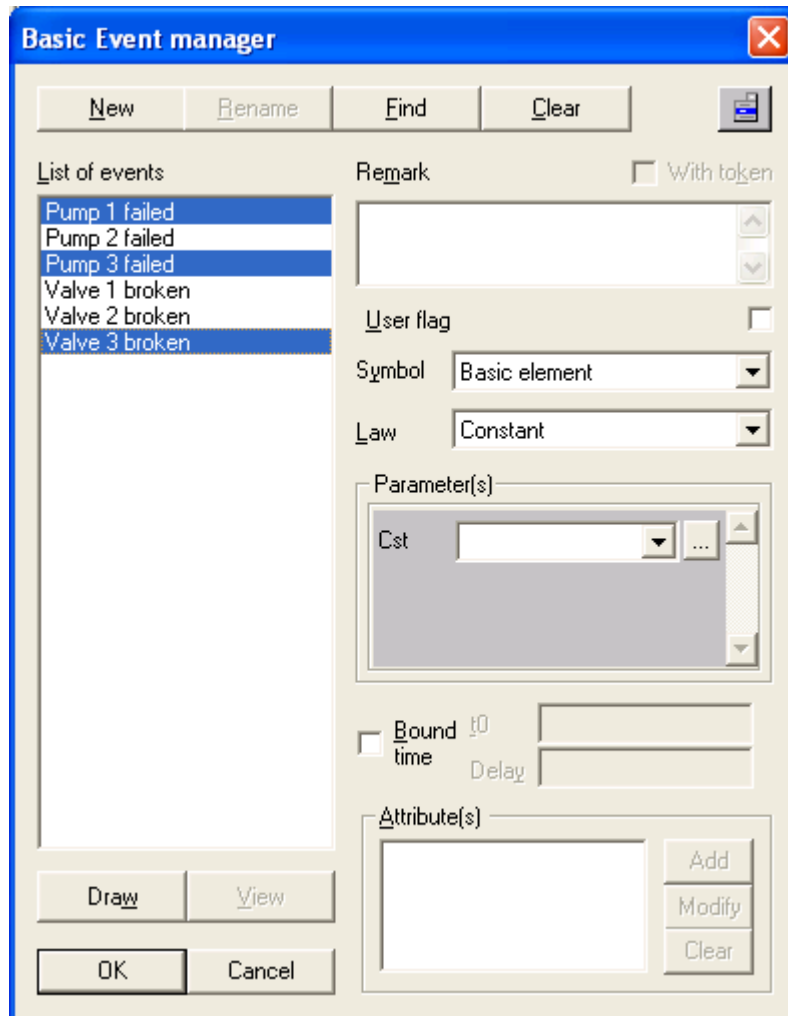 Basic Event manager
New Rename Find Clear
List of events
Pump 1 failed
Pump 2 failed
Pump 3 failed
Valve 1 broken
Valve 2 broken
Valve 3 broken
Remark With token
User flag
Symbol Basic element
Law Constant
Parameter(s)
Cst ...
Bound time
t0
Delay
Attribute(s)
Add
Modify
Clear
Draw View
OK Cancel